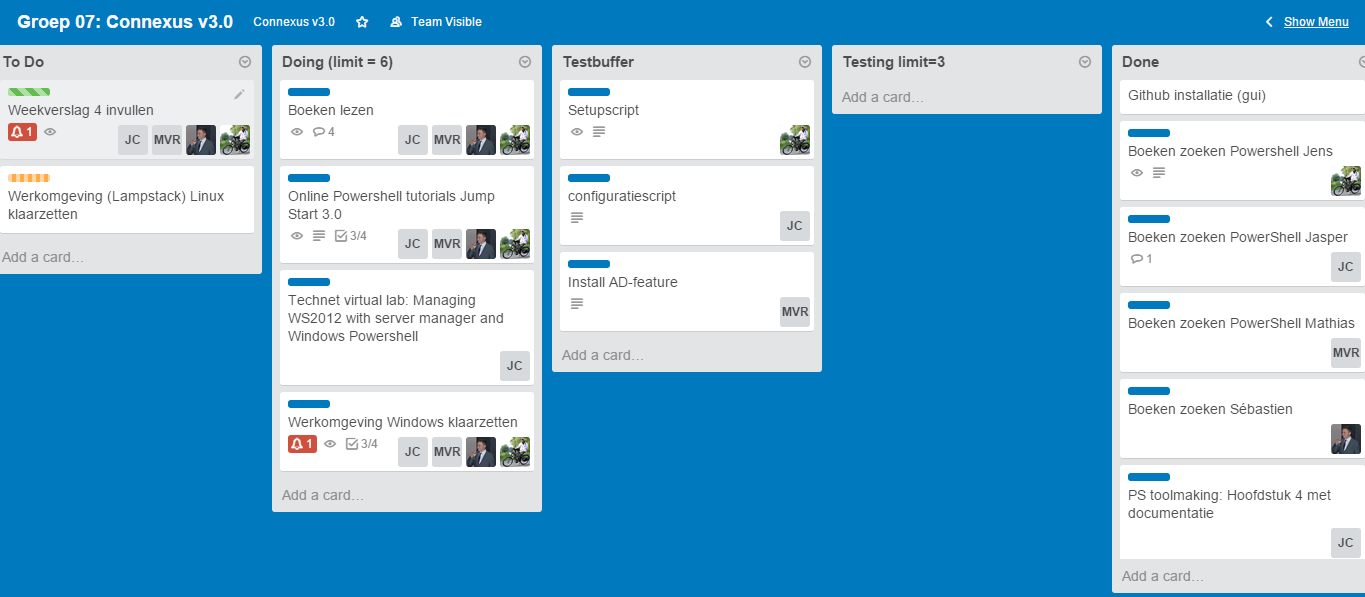 Groep 07: Connexus v3.0
Connexus v3.0
Team Visible
Show Menu
To Do
Weekverslag 4 invullen
1
JC
MVR
Werkomgeving (Lampstack) Linux
klaarzetten
Add a card…
Doing (limit = 6)
Boeken lezen
4
JC
MVR
Online Powershell tutorials Jump
Start 3.0
3/4
JC
MVR
Technet virtual lab: Managing
WS2012 with server manager and
Windows Powershell
JC
Werkomgeving Windows klaarzetten
1
3/4
JC
MVR
Add a card…
Testbuffer
Setupscript
configuratiescript
JC
Install AD-feature
MVR
Add a card…
Testing limit=3
Add a card…
Done
Github installatie (gui)
Boeken zoeken Powershell Jens
Boeken zoeken PowerShell Jasper
1
JC
Boeken zoeken PowerShell Mathias
MVR
Boeken zoeken Sébastien
PS toolmaking: Hoofdstuk 4 met
documentatie
JC
Add a card…